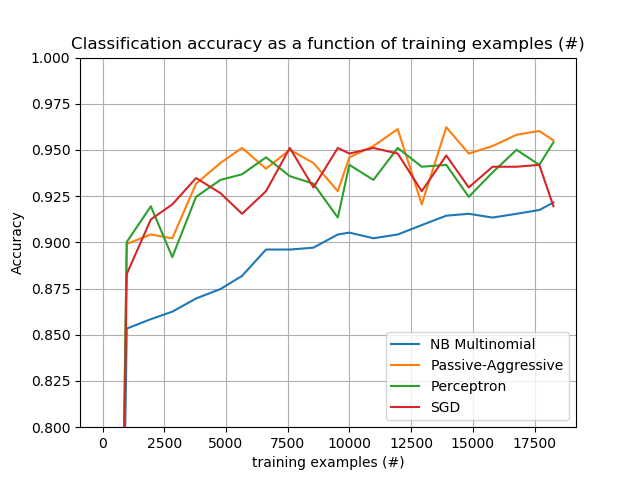 Classification accuracy as a function of training examples (#)
1.000
0.975
0.950
0.925
0.900
0.875
0.850
0.825
0.800
Accuracy
NB Multinomial
Passive-Aggressive
Perceptron
SGD
0 2500 5000 7500 10000 12500 15000 17500
training examples (#)